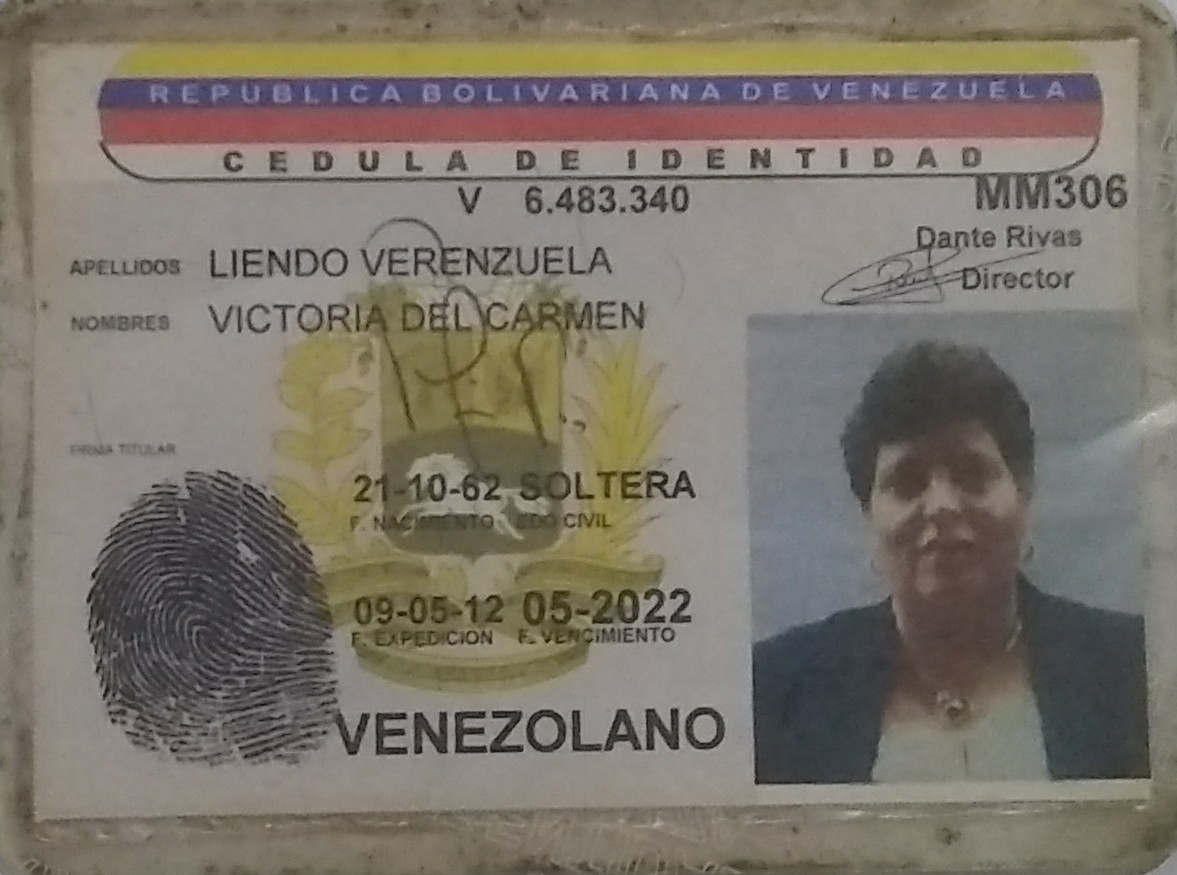 REPUBLICA BOLIVARIANA DE VENEZUELA
CEDULA DE IDENTIDAD
V 6.483.340
MM306
Dante Rivas
Director
APELLIDOS LIENDO VERENZUELA
NOMBRES VICTORIA DEL CARMEN
FIRMA TITULAR
21-10-62 SOLTERA
F. NACIMIENTO EDO CIVIL
09-05-12 05-2022
F. EXPEDICION F. VENCIMIENTO
VENEZOLANO